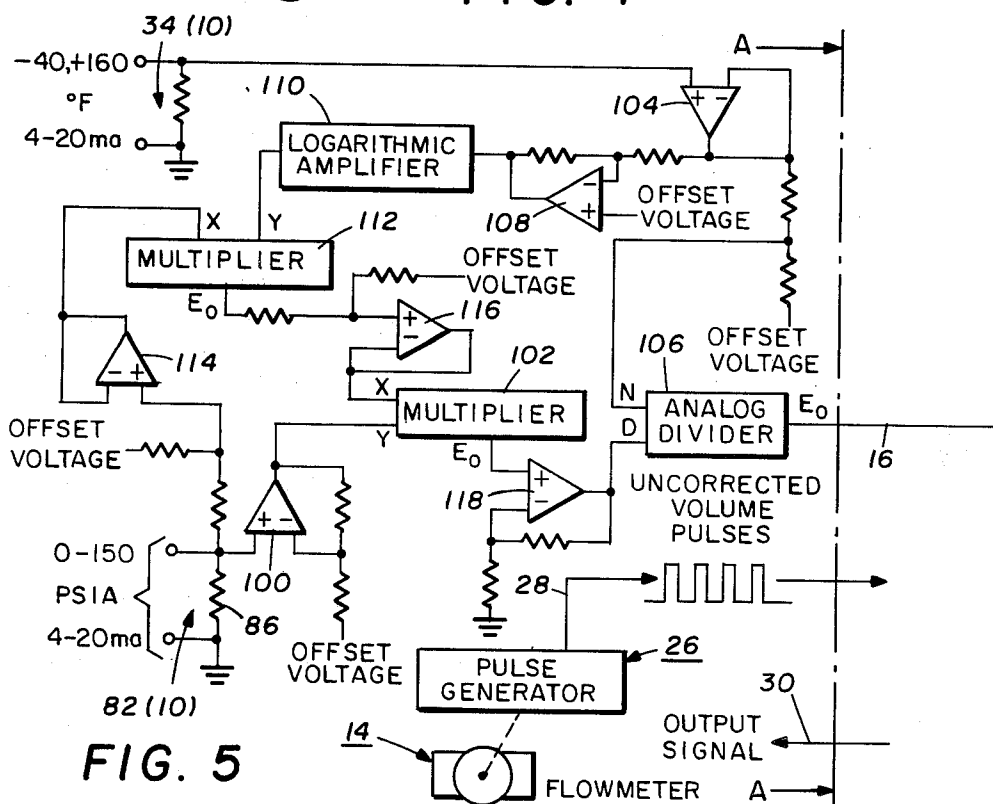 34 (10)
A
-40,+160
110
+ -
104
°F
4-20ma
LOGARITHMIC
AMPLIFIER
-
+
108
OFFSET
VOLTAGE
X
Y
112
MULTIPLIER
E₀
OFFSET
VOLTAGE
+
-
116
OFFSET
VOLTAGE
- +
114
102
106
X
MULTIPLIER
Y
E₀
N
D
ANALOG
DIVIDER
E₀
16
OFFSET
VOLTAGE
+
-
118
UNCORRECTED
VOLUME
PULSES
+ -
100
0-150
PSIA
4-20ma
86
28
OFFSET
VOLTAGE
PULSE
GENERATOR
26
82 (10)
30
OUTPUT
SIGNAL
FIG. 5
14
FLOWMETER
A